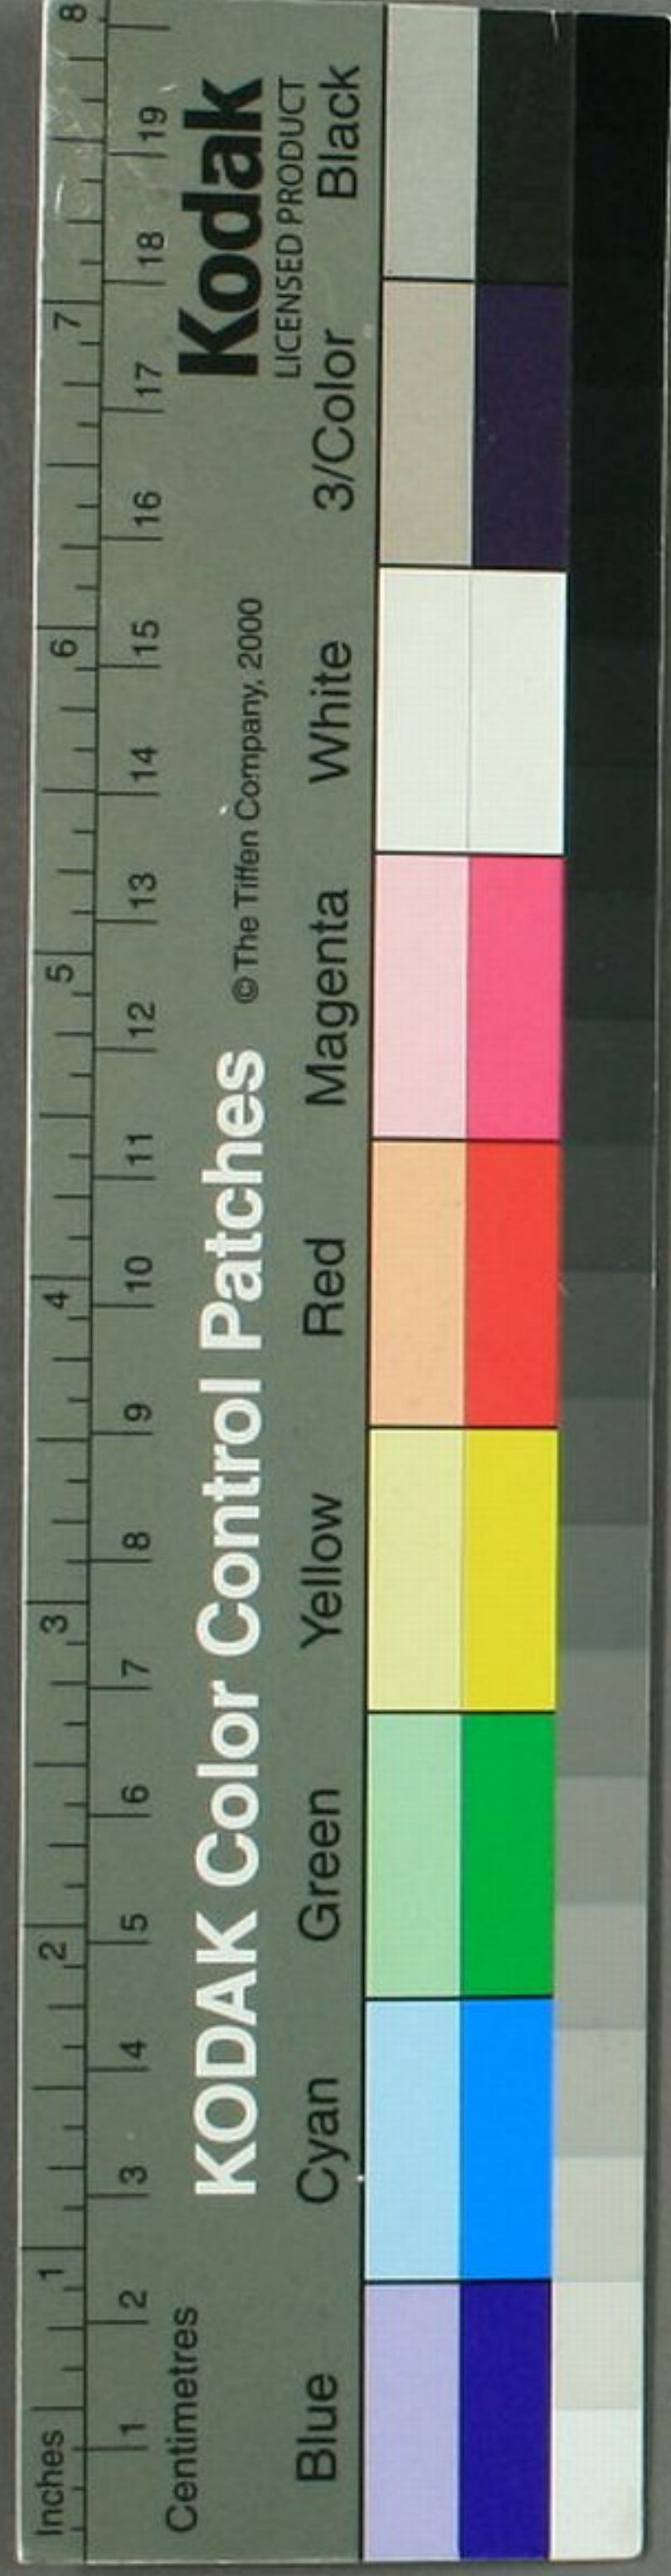 Inches 1 2 3 4 5 6 7 8
1 2 3 4 5 6 7 8 9 10 11 12 13 14 15 16 17 18 19
Centimetres
KODAK Color Control Patches © The Tiffen Company, 2000 Kodak
LICENSED PRODUCT
Blue Cyan Green Yellow Red Magenta White 3/Color Black